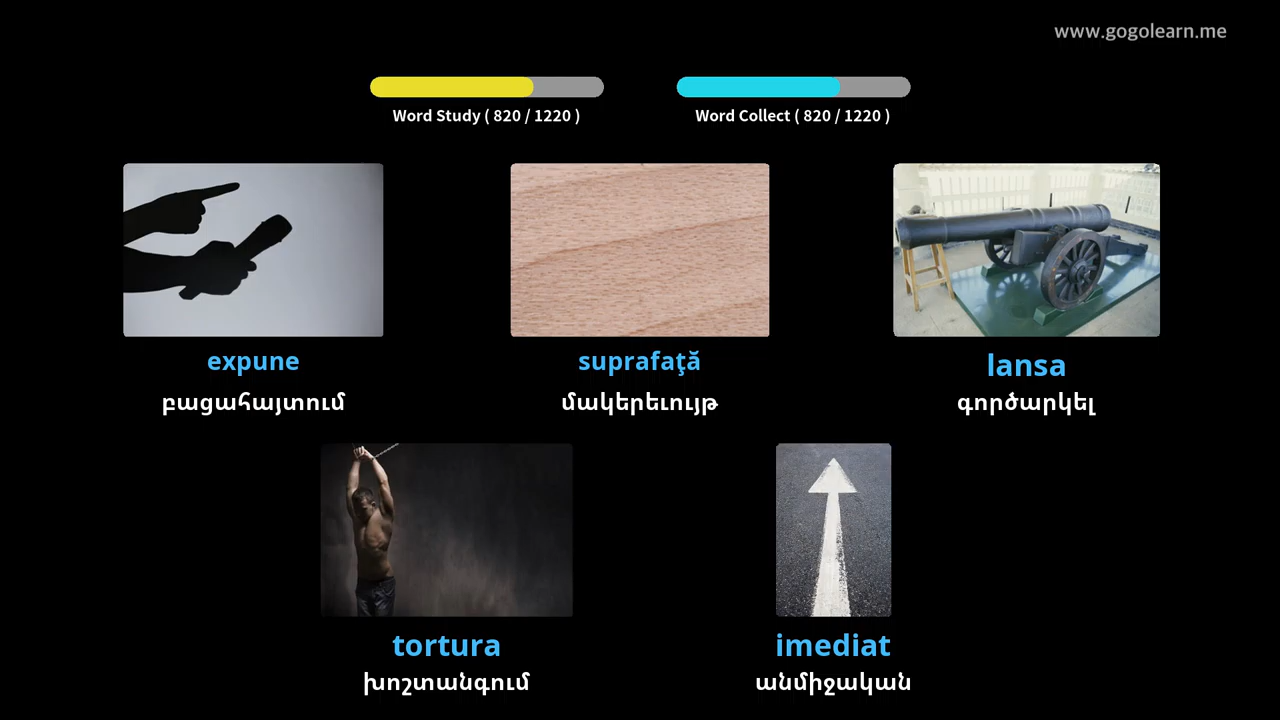 www.gogolearn.me
Word Study ( 820 / 1220 )
Word Collect ( 820 / 1220 )
expune
suprafaţă
lansa
բացահայտում
մակերեւույթ
գործարկել
tortura
imediat
խոշտանգում
անմիջական